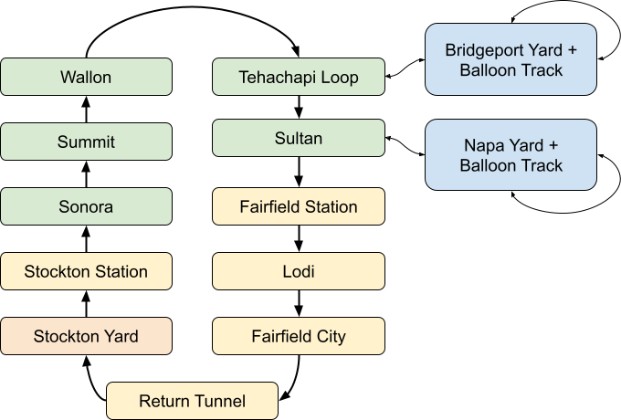 Wallon
Tehachapi Loop
Bridgeport Yard +
Balloon Track
Summit
Sultan
Napa Yard +
Balloon Track
Sonora
Fairfield Station
Stockton Station
Lodi
Stockton Yard
Fairfield City
Return Tunnel